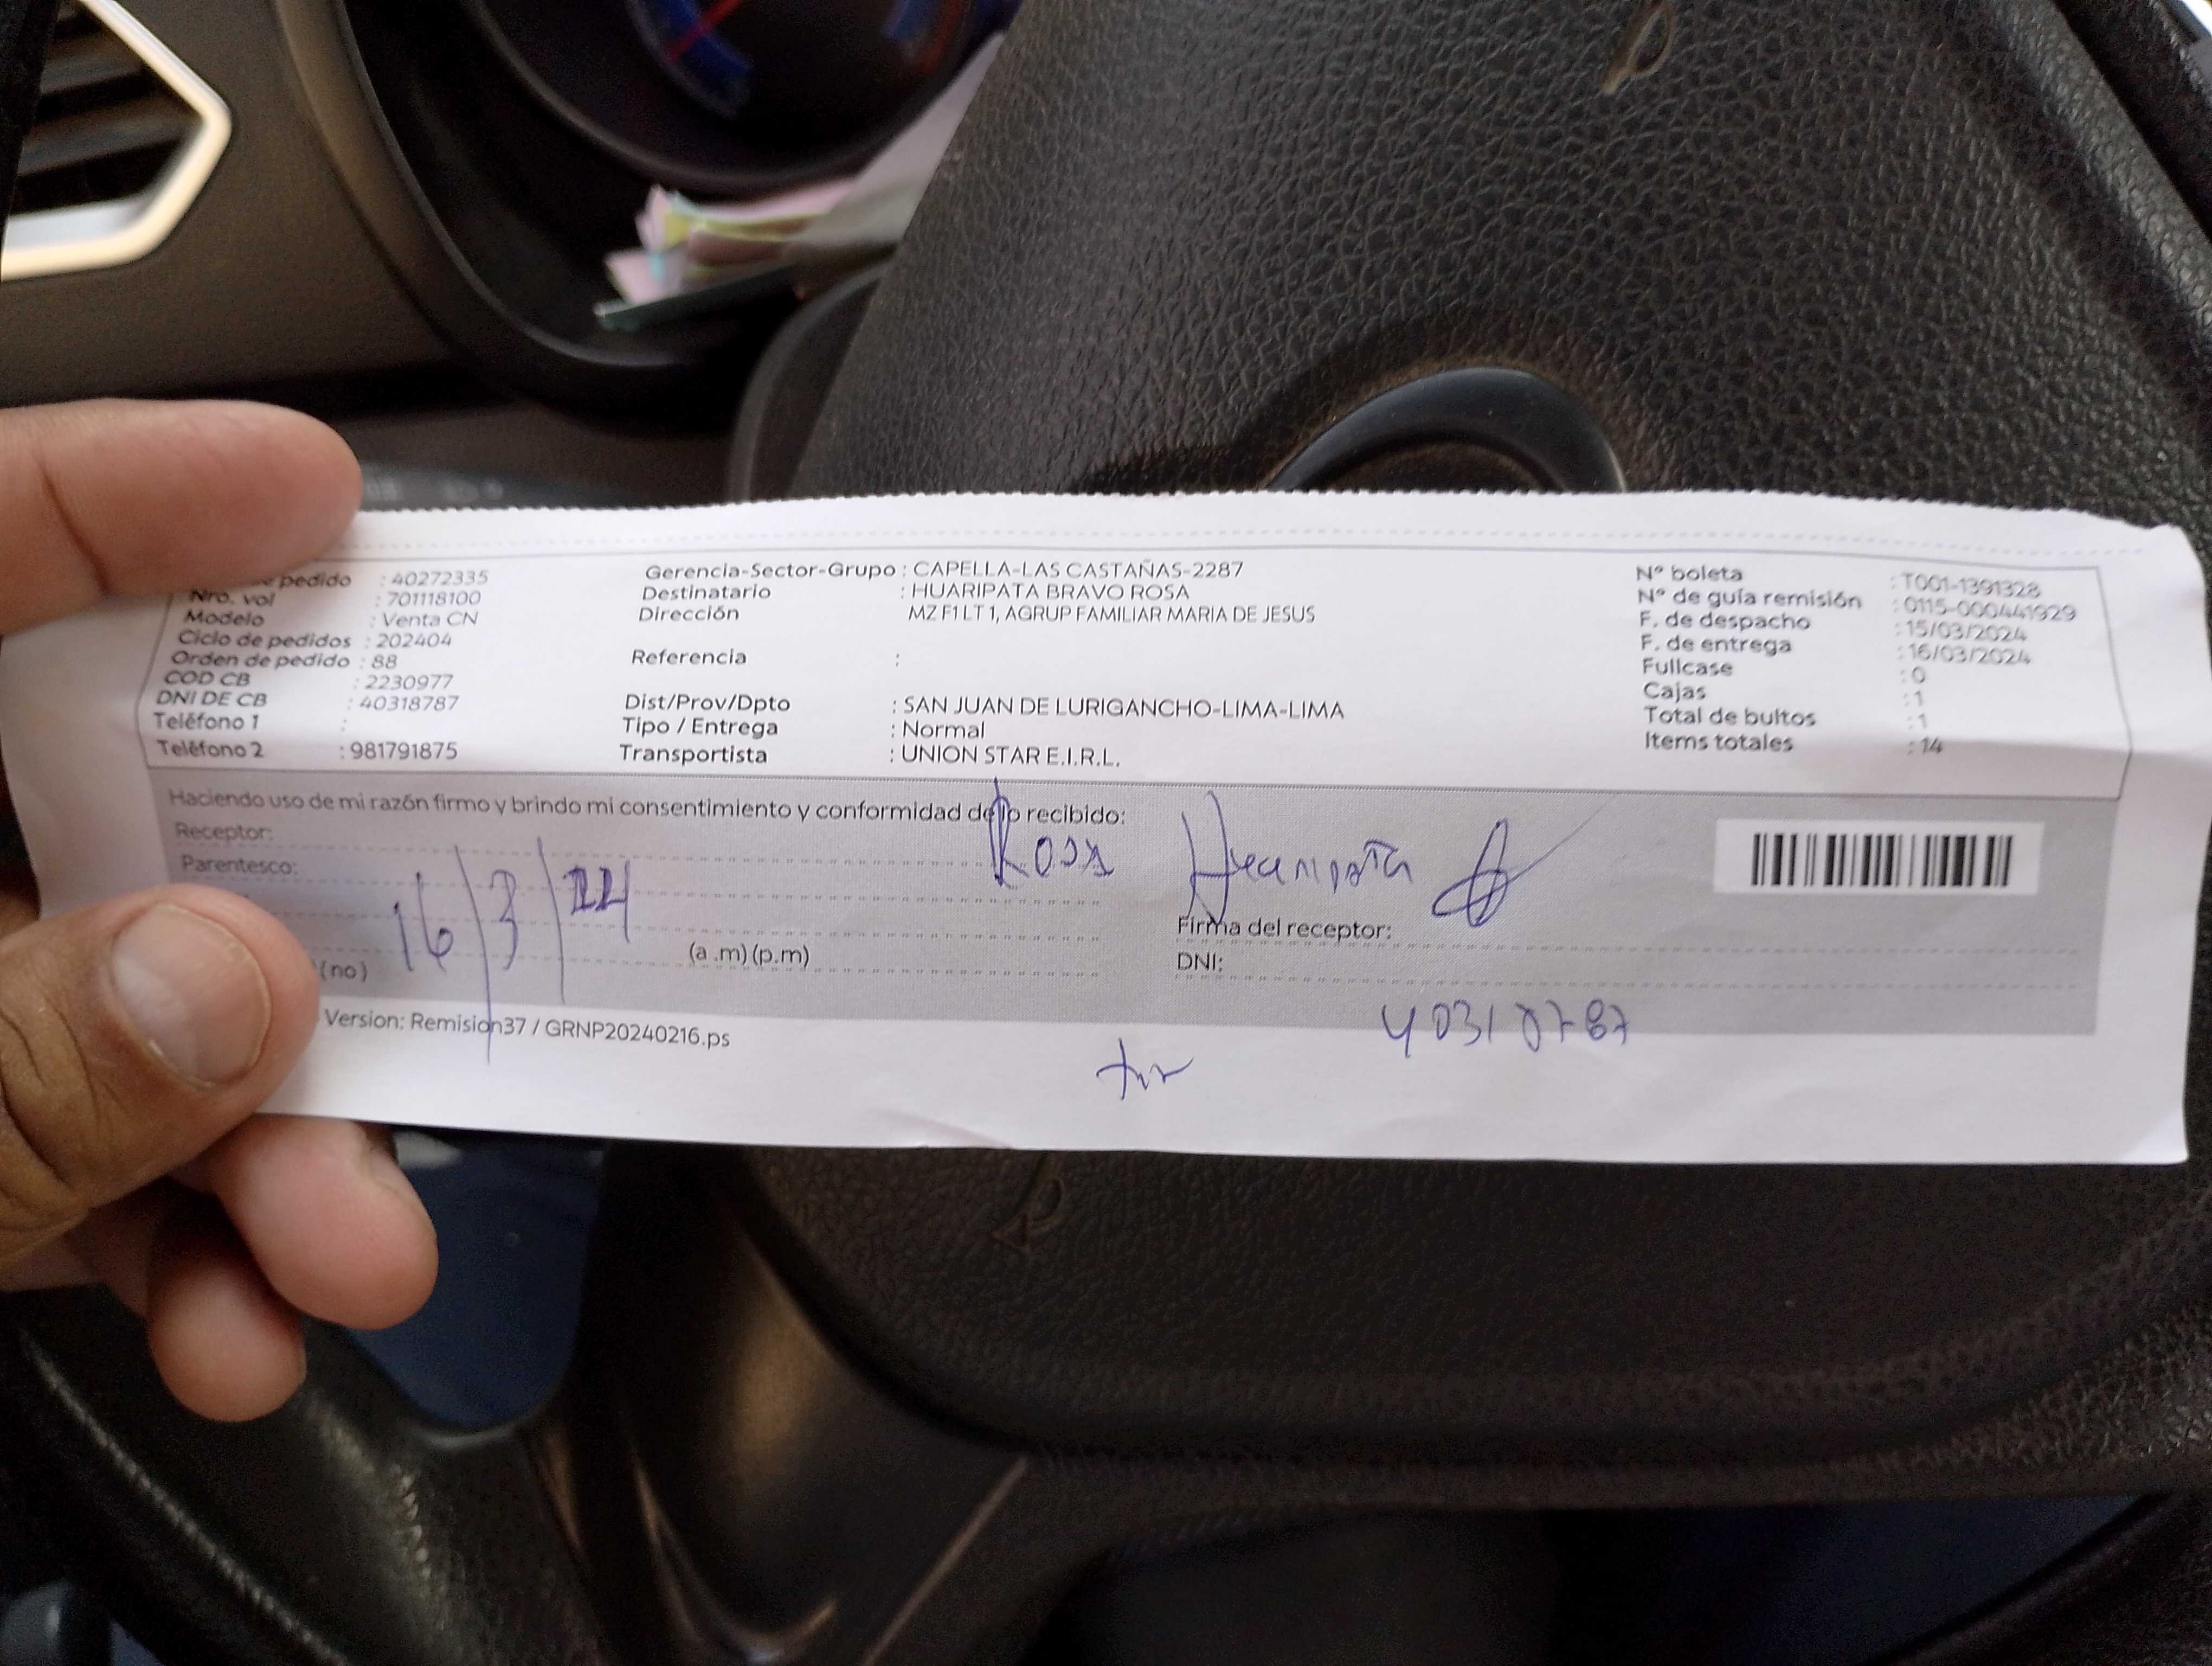 pedido : 40272335
Nro. vol : 701118100
Modelo : Venta CN
Ciclo de pedidos : 202404
Orden de pedido : 88
COD CB : 2230977
DNI DE CB : 40318787
Teléfono 1 :
Teléfono 2 : 981791875
Gerencia-Sector-Grupo : CAPELLA-LAS CASTAÑAS-2287
Destinatario : HUARIPATA BRAVO ROSA
Dirección MZ F1 LT 1, AGRUP FAMILIAR MARIA DE JESUS
Referencia :
Dist/Prov/Dpto : SAN JUAN DE LURIGANCHO-LIMA-LIMA
Tipo / Entrega : Normal
Transportista : UNION STAR E.I.R.L.
Nº boleta : T001-1391328
Nº de guía remisión : 0115-000441929
F. de despacho : 15/03/2024
F. de entrega : 16/03/2024
Fullcase : 0
Cajas : 1
Total de bultos : 1
Items totales : 14
Haciendo uso de mi razón firmo y brindo mi consentimiento y conformidad de lo recibido:
Receptor:
Parentesco:
16/3/24
(no) (a .m) (p.m)
Rosa
Firma del receptor:
DNI:
40318787
Version: Remision37 / GRNP20240216.ps